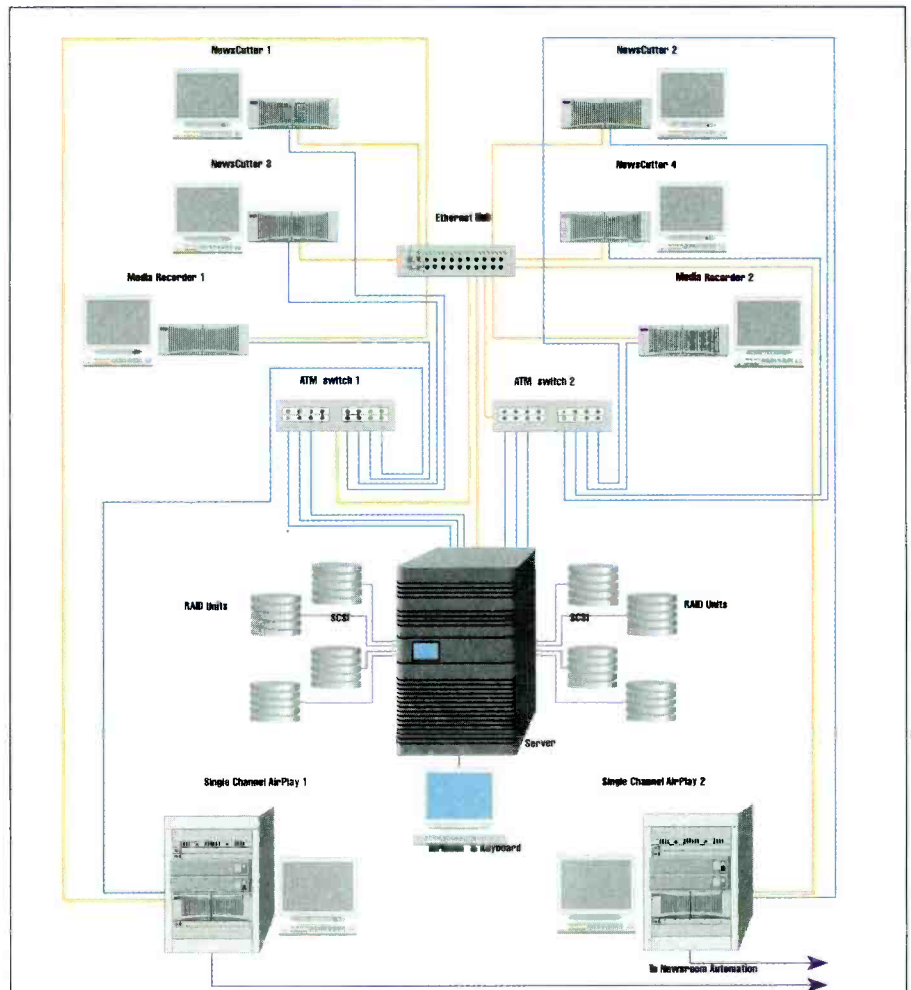 NewsCutter 1
NewsCutter 2
NewsCutter 3
NewsCutter 4
Ethernet Hub
Media Recorder 1
Media Recorder 2
ATM switch 1
ATM switch 2
RAID Units
SCSI
SCSI
RAID Units
Server
Single Channel AirPlay 1
Single Channel AirPlay 2
Keyboard
To Newsroom Automation